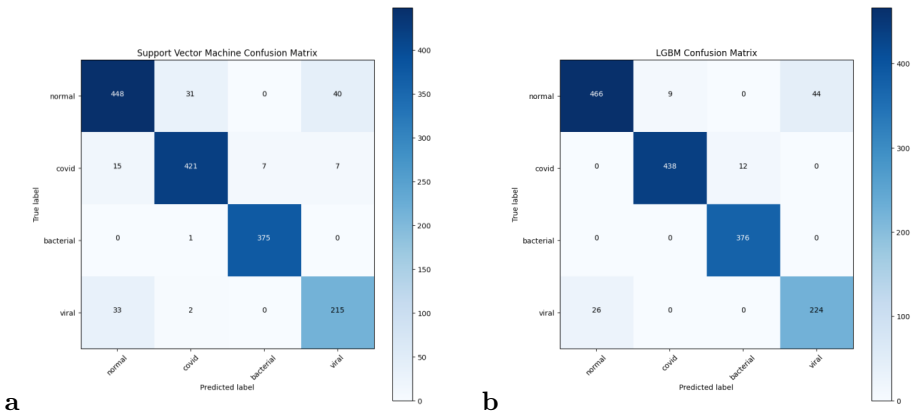 Support Vector Machine Confusion Matrix
normal 448 31 0 40
covid 15 421 7 7
bacterial 0 1 375 0
viral 33 2 0 215
normal covid bacterial viral
True label
Predicted label
400
350
300
250
200
150
100
50
0
a
LGBM Confusion Matrix
normal 466 9 0 44
covid 0 438 12 0
bacterial 0 0 376 0
viral 26 0 0 224
normal covid bacterial viral
True label
Predicted label
400
300
200
100
0
b